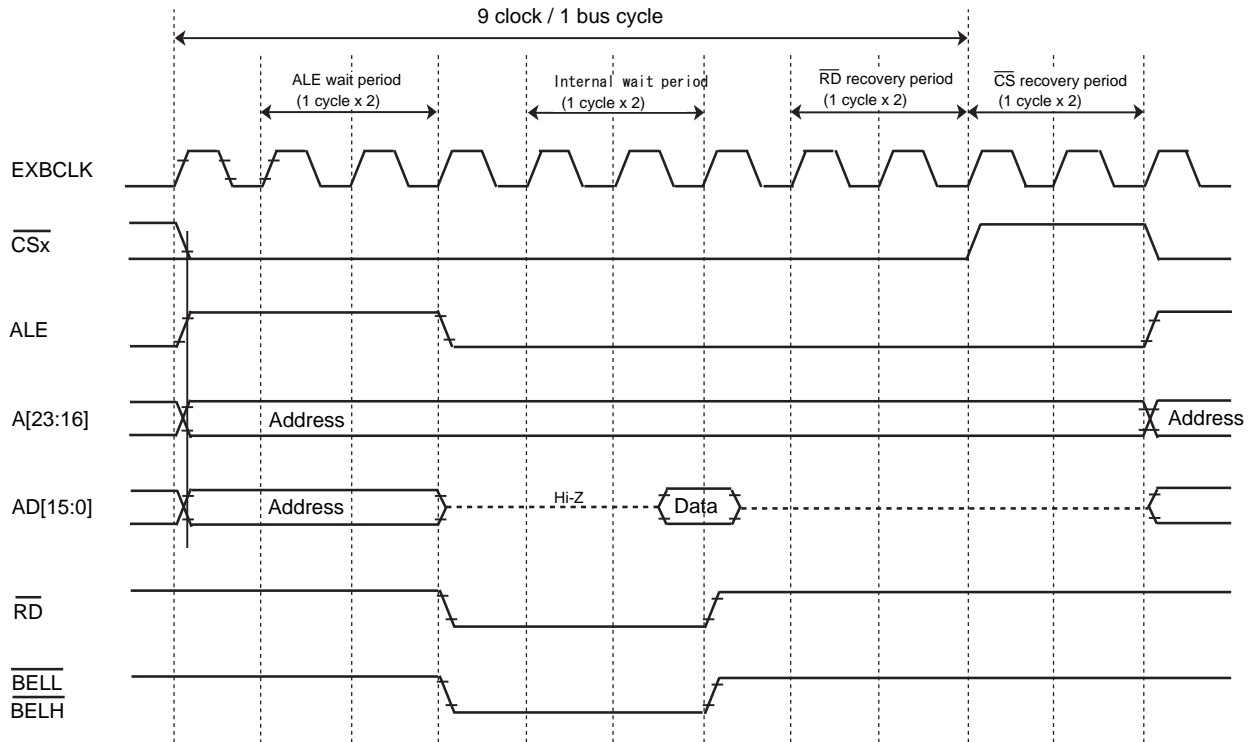 9 clock / 1 bus cycle
ALE wait period
(1 cycle x 2)
Internal wait period
(1 cycle x 2)
RD recovery period
(1 cycle x 2)
CS recovery period
(1 cycle x 2)
EXBCLK
CSx
ALE
A[23:16]
Address
Address
AD[15:0]
Address
Hi-Z
Data
RD
BELL
BELH